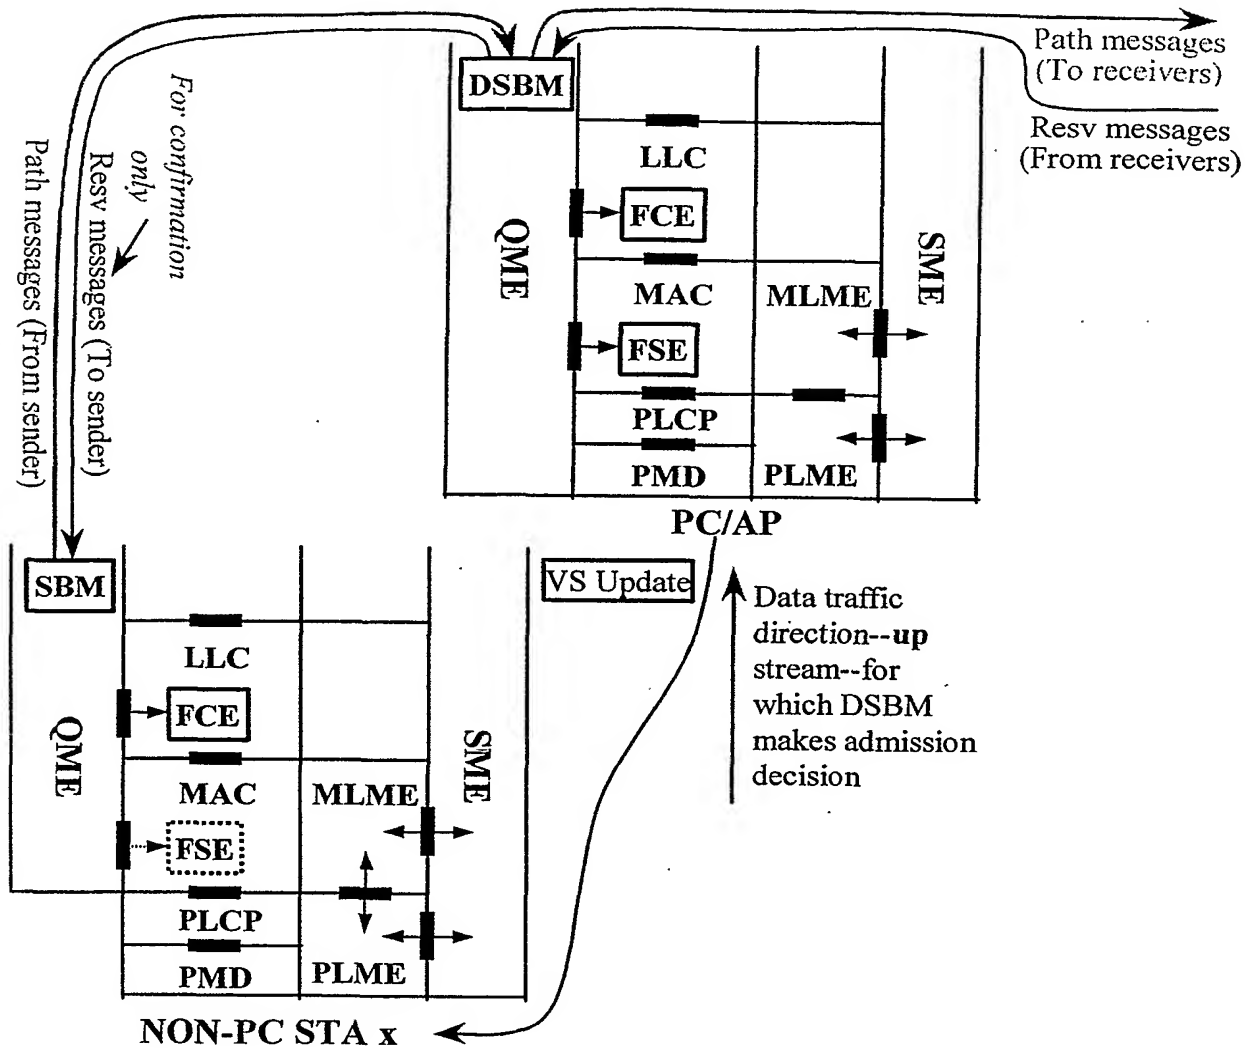 Path messages
(To receivers)
Resv messages
(From receivers)
DSBM
LLC
FCE
QME
SME
MAC
MLME
FSE
PLCP
PMD
PLME
PC/AP
For confirmation
only
Resv messages (To sender)
Path messages (From sender)
SBM
VS Update
Data traffic
direction--up
stream--for
which DSBM
makes admission
decision
LLC
FCE
QME
SME
MAC
MLME
FSE
PLCP
PMD
PLME
NON-PC STA x